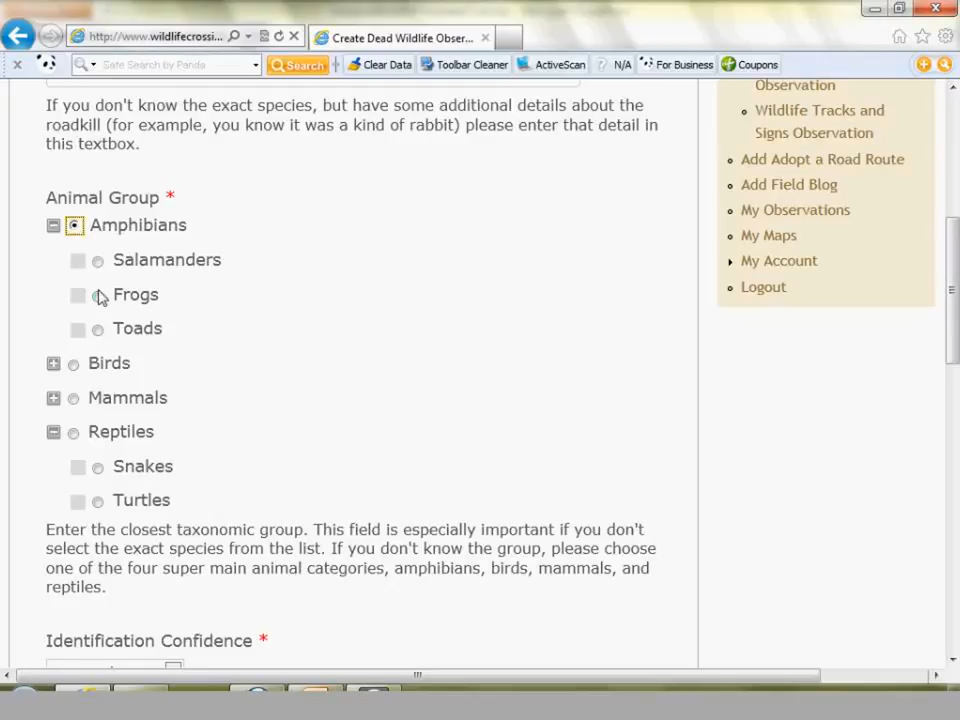 http://www.wildlifecrossi...
Create Dead Wildlife Obser...
Safe Search by Panda
Search
Clear Data
Toolbar Cleaner
ActiveScan
N/A
For Business
Coupons
If you don't know the exact species, but have some additional details about the
roadkill (for example, you know it was a kind of rabbit) please enter that detail in
this textbox.
Animal Group *
Amphibians
Salamanders
Frogs
Toads
Birds
Mammals
Reptiles
Snakes
Turtles
Enter the closest taxonomic group. This field is especially important if you don't
select the exact species from the list. If you don't know the group, please choose
one of the four super main animal categories, amphibians, birds, mammals, and
reptiles.
Identification Confidence *
Observation
Wildlife Tracks and
Signs Observation
Add Adopt a Road Route
Add Field Blog
My Observations
My Maps
My Account
Logout